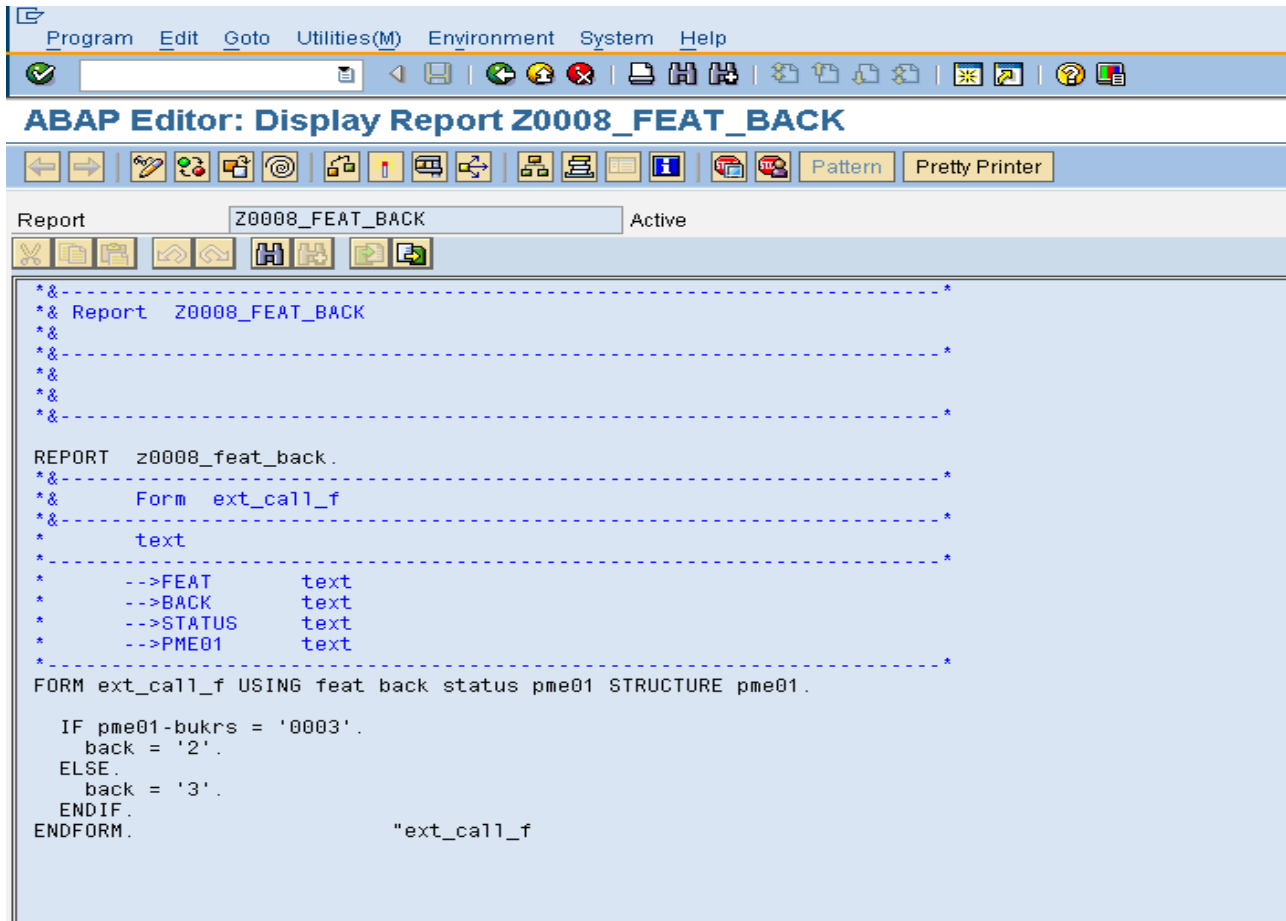 Program Edit Goto Utilities(M) Environment System Help
ABAP Editor: Display Report Z0008_FEAT_BACK
Pattern Pretty Printer
Report Z0008_FEAT_BACK Active
*&---------------------------------------------------------------------*
*& Report  Z0008_FEAT_BACK
*&
*&---------------------------------------------------------------------*
*&
*&
*&---------------------------------------------------------------------*
REPORT  z0008_feat_back.
*&---------------------------------------------------------------------*
*&      Form  ext_call_f
*&---------------------------------------------------------------------*
*       text
*----------------------------------------------------------------------*
*      -->FEAT       text
*      -->BACK       text
*      -->STATUS     text
*      -->PME01      text
*----------------------------------------------------------------------*
FORM ext_call_f USING feat back status pme01 STRUCTURE pme01.
  IF pme01-bukrs = '0003'.
    back = '2'.
  ELSE.
    back = '3'.
  ENDIF.
ENDFORM.                    "ext_call_f